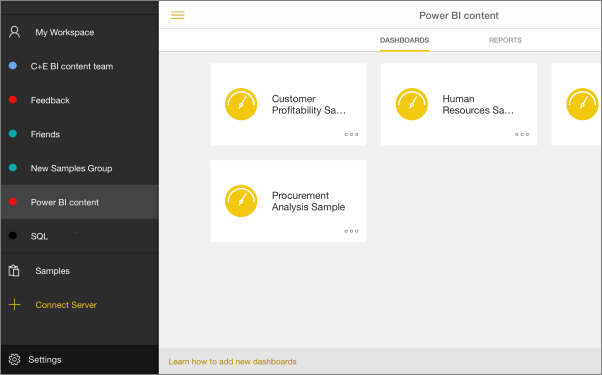 My Workspace
C+E BI content team
Feedback
Friends
New Samples Group
Power BI content
SQL
Samples
Connect Server
Settings
Power BI content
DASHBOARDS REPORTS
Customer
Profitability Sa...
Human
Resources Sa...
Procurement
Analysis Sample
Learn how to add new dashboards